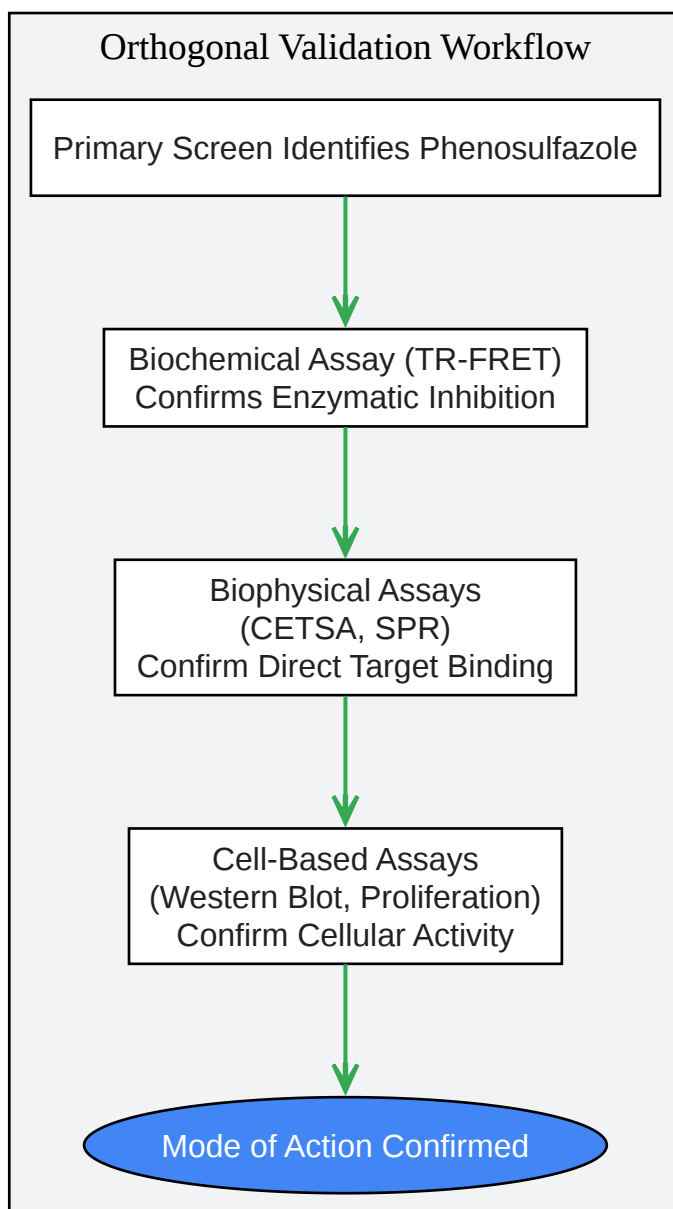 Orthogonal Validation Workflow
Primary Screen Identifies Phenosulfazole
Biochemical Assay (TR-FRET)
Confirms Enzymatic Inhibition
Biophysical Assays
(CETSA, SPR)
Confirm Direct Target Binding
Cell-Based Assays
(Western Blot, Proliferation)
Confirm Cellular Activity
Mode of Action Confirmed